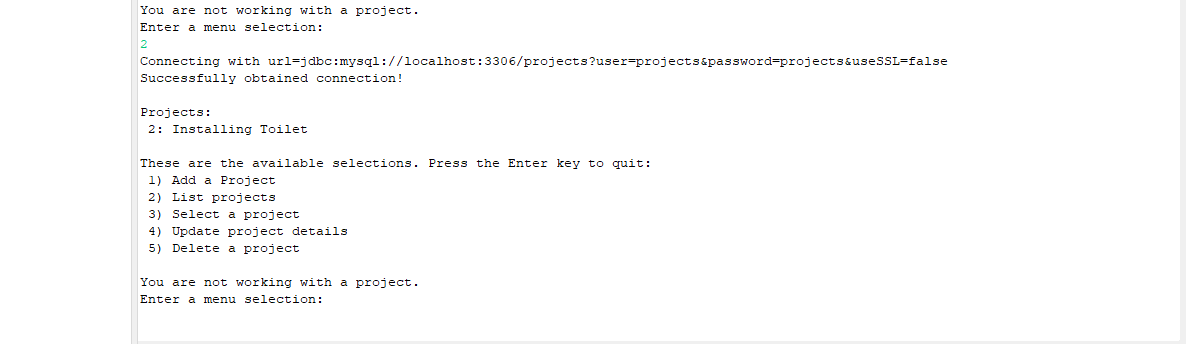 You are not working with a project.
Enter a menu selection:
2
Connecting with url=jdbc:mysql://localhost:3306/projects?user=projects&password=projects&useSSL=false
Successfully obtained connection!
Projects:
2: Installing Toilet
These are the available selections. Press the Enter key to quit:
1) Add a Project
2) List projects
3) Select a project
4) Update project details
5) Delete a project
You are not working with a project.
Enter a menu selection: